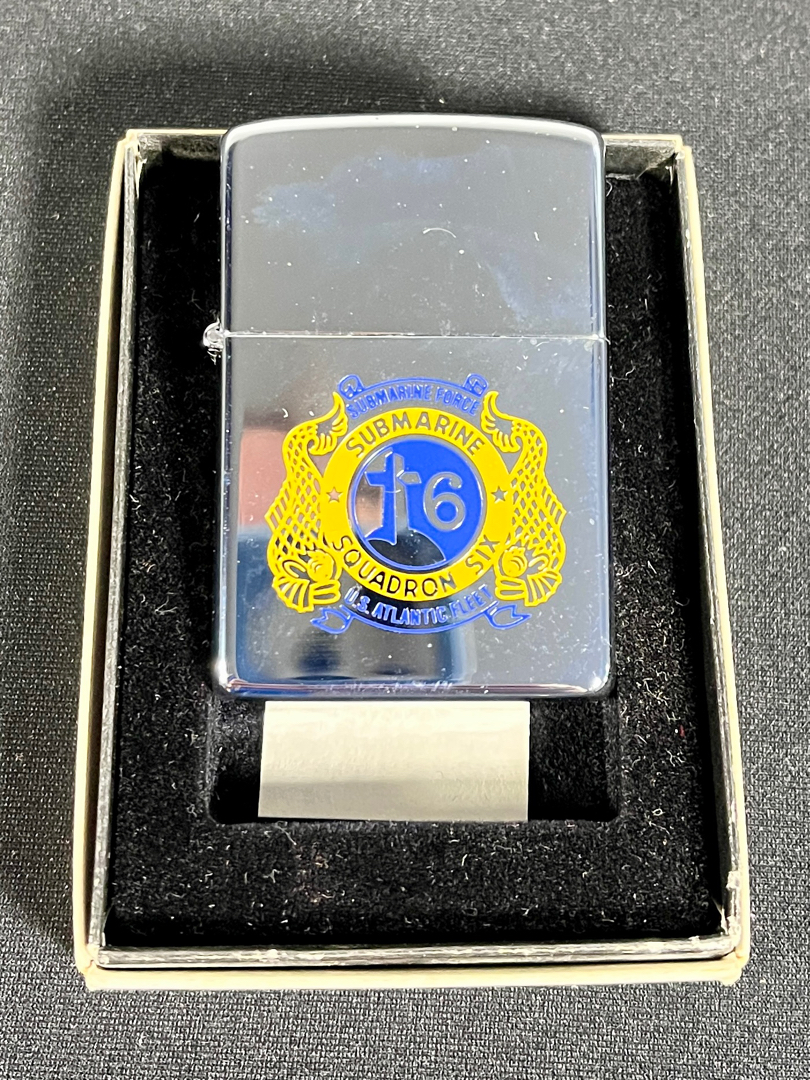 SUBMARINE FORCE
SUBMARINE
6
SQUADRON SIX
U.S. ATLANTIC FLEET